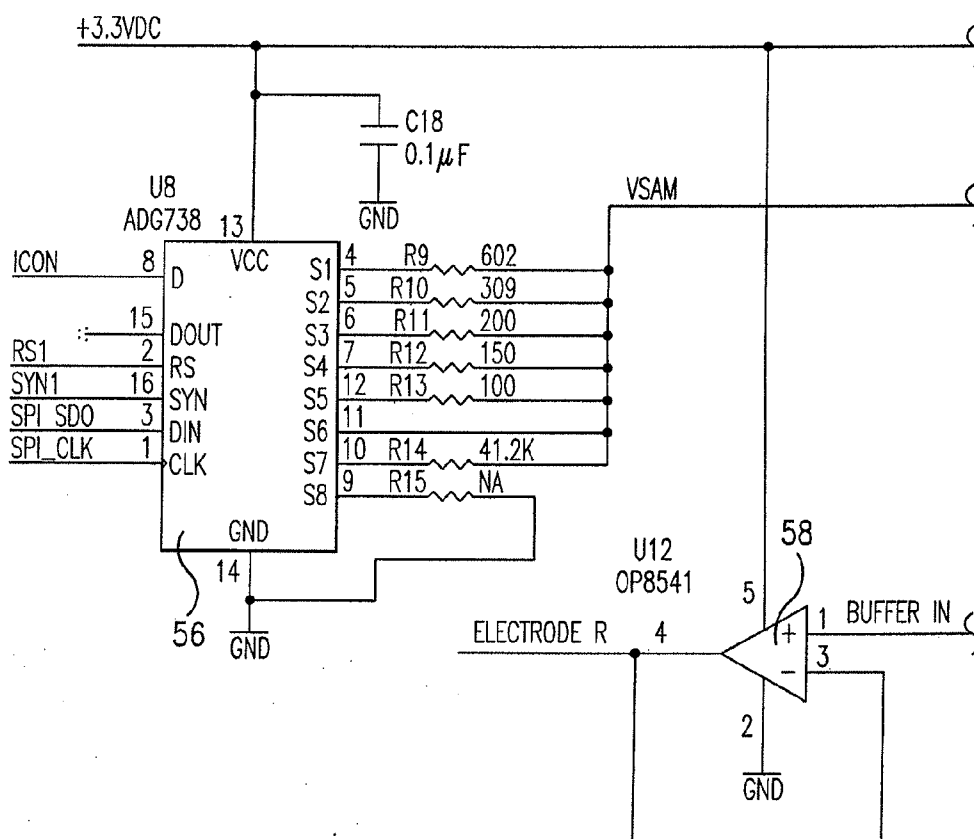 +3.3VDC
C18
0.1μF
GND
U8
ADG738
13
VCC
VSAM
ICON
8
D
S1
4
R9
602
S2
5
R10
309
15
DOUT
S3
6
R11
200
RS1
2
RS
S4
7
R12
150
SYN1
16
SYN
S5
12
R13
100
SPI_SDO
3
DIN
S6
11
SPI_CLK
1
CLK
S7
10
R14
41.2K
S8
9
R15
NA
GND
14
56
GND
U12
OP8541
58
5
ELECTRODE R
4
+
1
BUFFER IN
−
3
2
GND